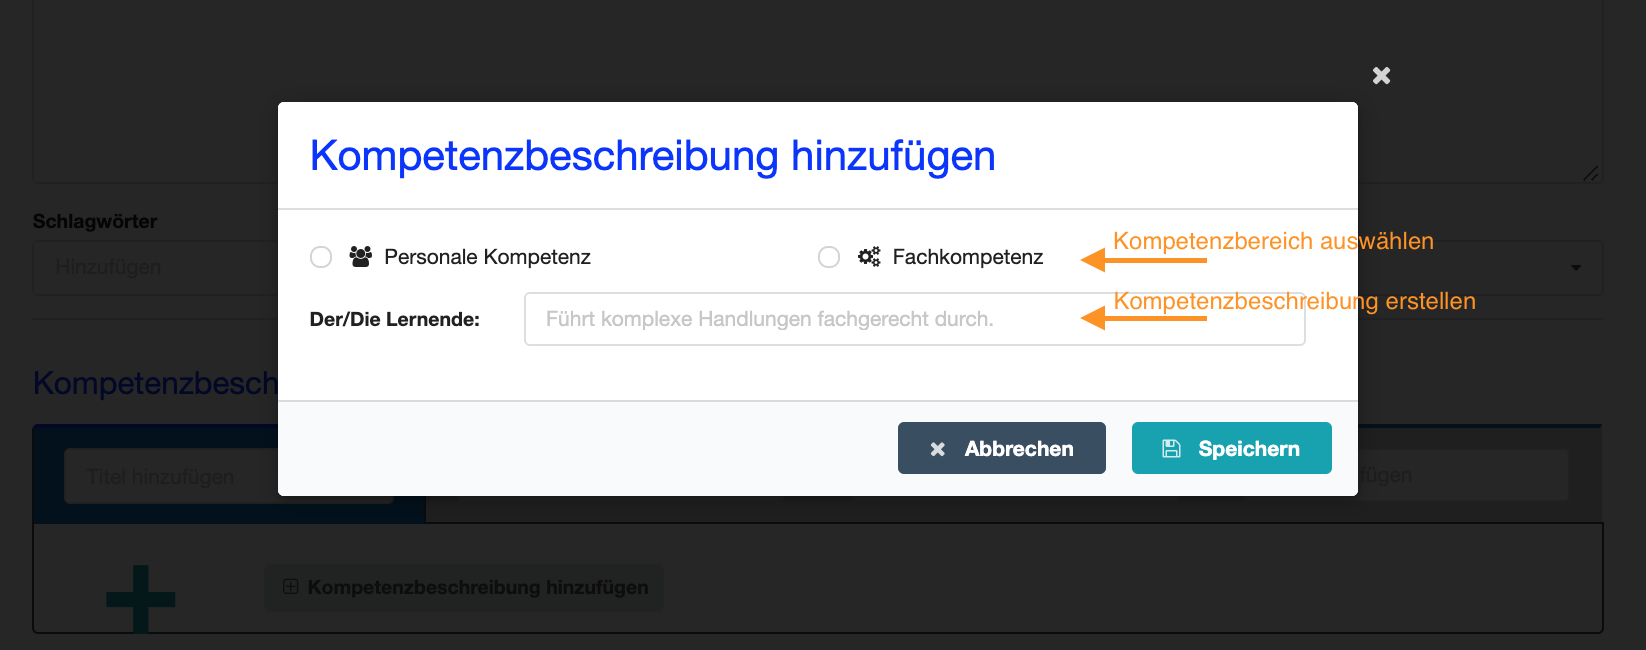 Kompetenzbeschreibung hinzufügen
Schlagwörter
Hinzufügen
Personale Kompetenz
Fachkompetenz
Kompetenzbereich auswählen
Der/Die Lernende:
Führt komplexe Handlungen fachgerecht durch.
Kompetenzbeschreibung erstellen
Kompetenzbesch
Abbrechen
Speichern
Titel hinzufügen
fügen
Kompetenzbeschreibung hinzufügen